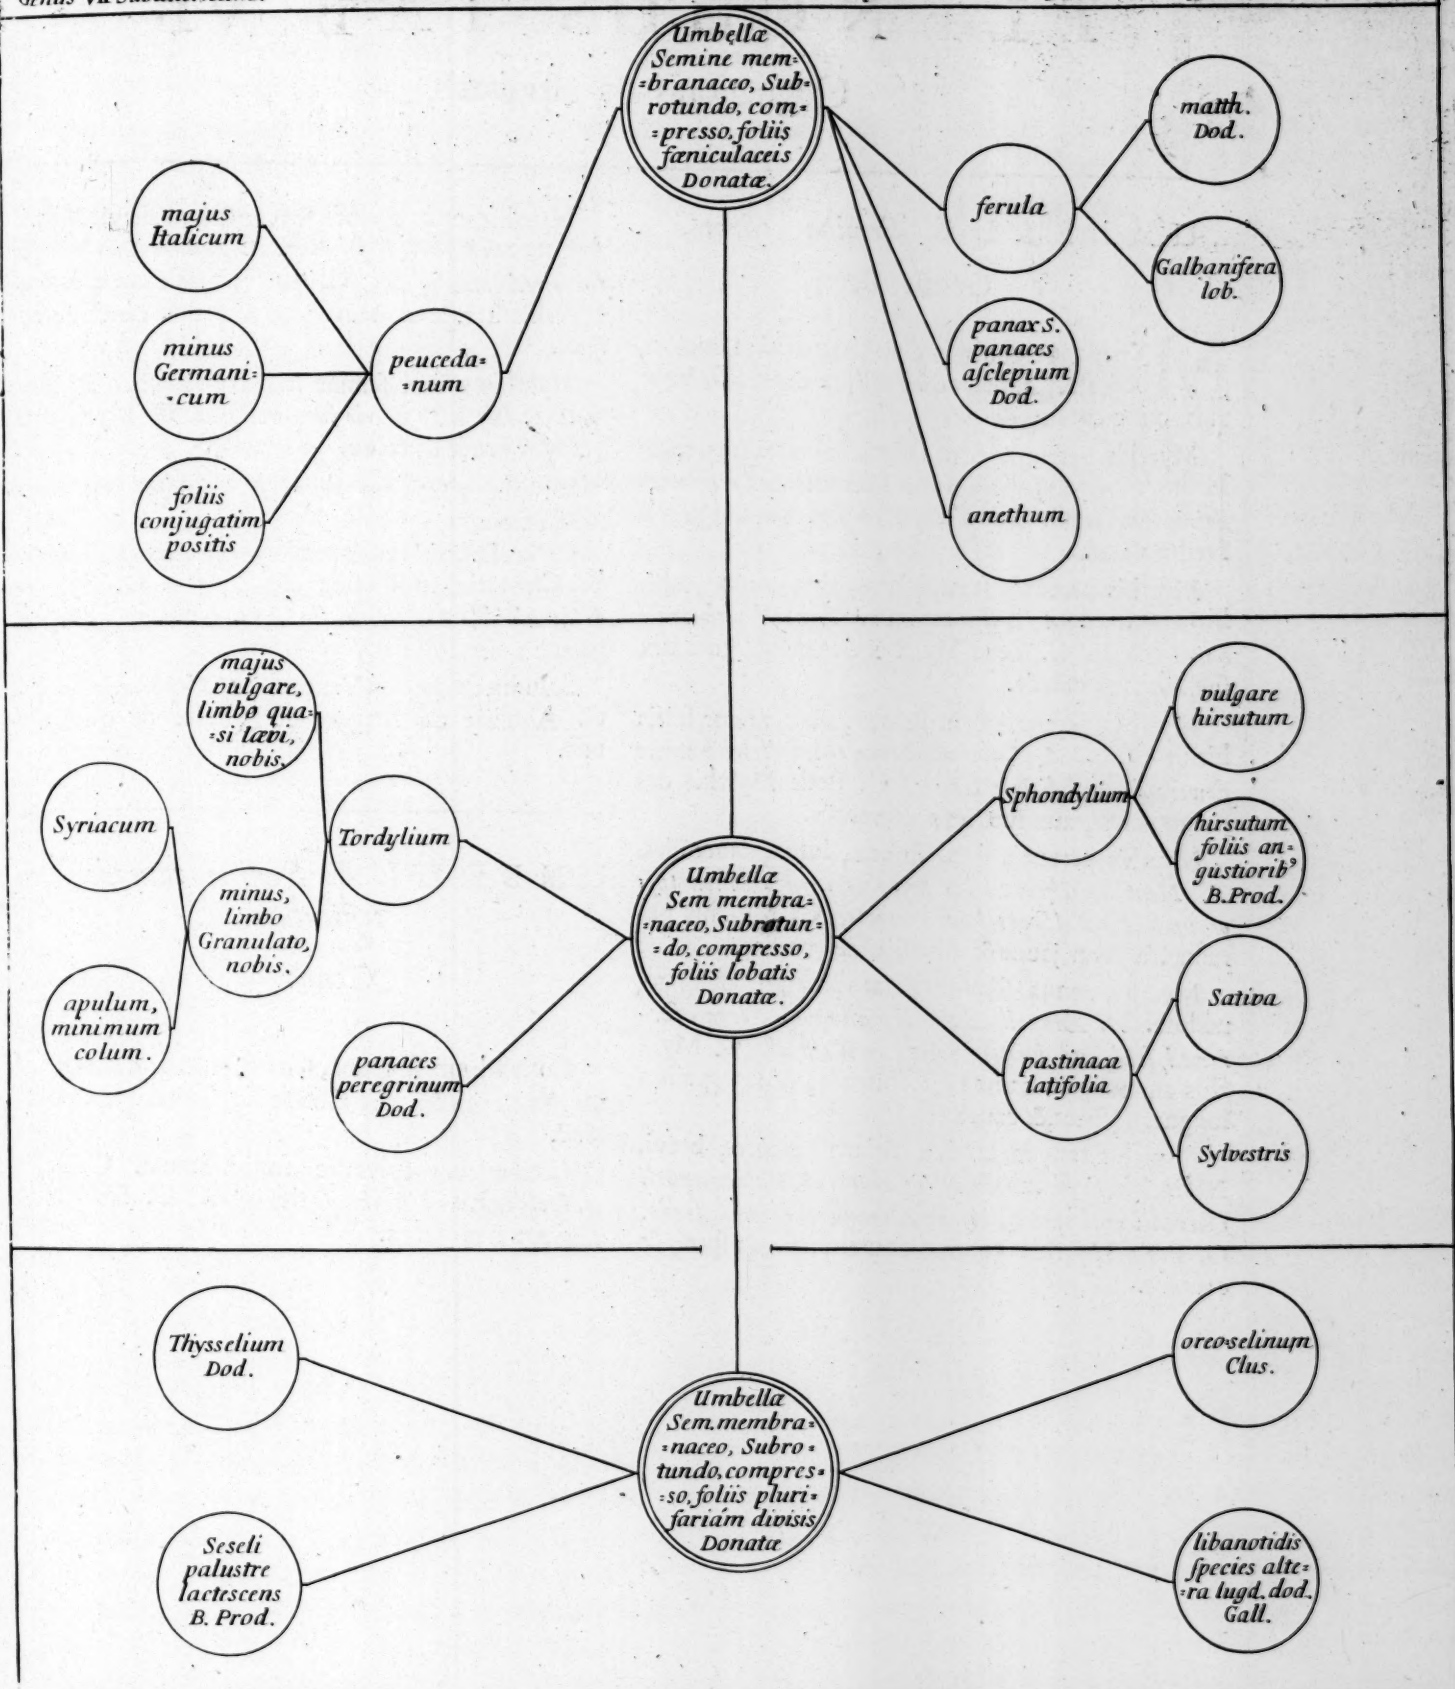 Genus VII
Umbellæ
Semine mem=
=branaceo, Sub=
rotundo, com=
=presso, foliis
fœniculaceis
Donatæ.
majus
Italicum
minus
Germani=
=cum
foliis
conjugatim
positis
peuceda=
=num
ferula
matth.
Dod.
Galbanifera
lob.
panax S.
panaces
aſclepium
Dod.
anethum
majus
vulgare,
limbo qua=
=si lævi,
nobis.
Syriacum
minus,
limbo
Granulato,
nobis.
apulum,
minimum
colum.
Tordylium
panaces
peregrinum
Dod.
Umbellæ
Sem membra=
=naceo, Subrotun=
=do, compresso,
foliis lobatis
Donatæ.
Sphondylium
vulgare
hirsutum
hirsutum
foliis an=
gustiorib⁹
B. Prod.
pastinaca
latifolia
Sativa
Sylvestris
Thysselium
Dod.
Seseli
palustre
lactescens
B. Prod.
Umbellæ
Sem. membra=
=naceo, Subro=
tundo, compres=
=so, foliis pluri=
fariám divisis
Donatæ
oreo=selinum
Clus.
libanotidis
ſpecies alte=
=ra lugd. dod.
Gall.